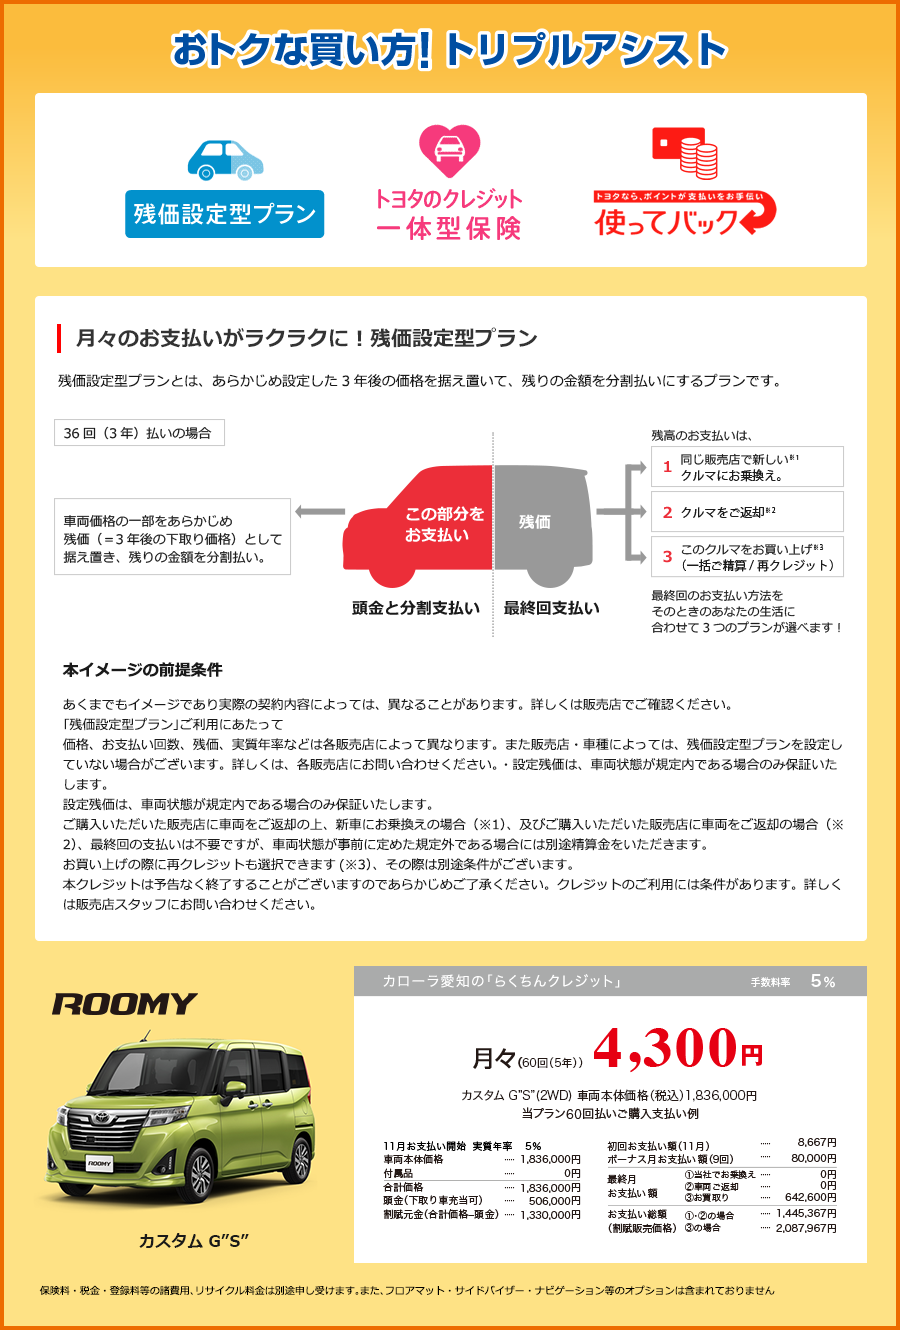 おトクな買い方！トリプルアシスト
残価設定型プラン
トヨタのクレジット
一体型保険
トヨタなら、ポイントが支払いをお手伝い
使ってバック
月々のお支払いがラクラクに！残価設定型プラン
残価設定型プランとは、あらかじめ設定した3年後の価格を据え置いて、残りの金額を分割払いにするプランです。
36回（3年）払いの場合
車両価格の一部をあらかじめ
残価（＝3年後の下取り価格）として
据え置き、残りの金額を分割払い。
この部分を
お支払い
残価
頭金と分割支払い
最終回支払い
残高のお支払いは、
1 同じ販売店で新しい※1
クルマにお乗換え。
2 クルマをご返却※2
3 このクルマをお買い上げ※3
（一括ご精算/再クレジット）
最終回のお支払い方法を
そのときのあなたの生活に
合わせて3つのプランが選べます！
本イメージの前提条件
あくまでもイメージであり実際の契約内容によっては、異なることがあります。詳しくは販売店でご確認ください。
「残価設定型プラン」ご利用にあたって
価格、お支払い回数、残価、実質年率などは各販売店によって異なります。また販売店・車種によっては、残価設定型プランを設定し
ていない場合がございます。詳しくは、各販売店にお問い合わせください。・設定残価は、車両状態が規定内である場合のみ保証いた
します。
設定残価は、車両状態が規定内である場合のみ保証いたします。
ご購入いただいた販売店に車両をご返却の上、新車にお乗換えの場合（※1）、及びご購入いただいた販売店に車両をご返却の場合（※
2）、最終回の支払いは不要ですが、車両状態が事前に定めた規定外である場合には別途精算金をいただきます。
お買い上げの際に再クレジットも選択できます(※3）、その際は別途条件がございます。
本クレジットは予告なく終了することがございますのであらかじめご了承ください。クレジットのご利用には条件があります。詳しく
は販売店スタッフにお問い合わせください。
ROOMY
ROOMY
カスタム G"S"
カローラ愛知の「らくちんクレジット」 手数料率 5%
月々(60回(5年)) 4,300円
カスタム G"S"(2WD) 車両本体価格(税込)1,836,000円
当プラン60回払いご購入支払い例
11月お支払い開始 実質年率 5%
車両本体価格 ····· 1,836,000円
付属品 ····· 0円
合計価格 ····· 1,836,000円
頭金(下取り車充当可) ····· 506,000円
割賦元金(合計価格−頭金) ····· 1,330,000円
初回お支払い額(11月) ····· 8,667円
ボーナス月お支払い額(9回) ····· 80,000円
最終月
お支払い額
①当社でお乗換え ····· 0円
②車両ご返却 ····· 0円
③お買取り ····· 642,600円
お支払い総額 ①・②の場合 ····· 1,445,367円
(割賦販売価格) ③の場合 ····· 2,087,967円
保険料・税金・登録料等の諸費用、リサイクル料金は別途申し受けます。また、フロアマット・サイドバイザー・ナビゲーション等のオプションは含まれておりません